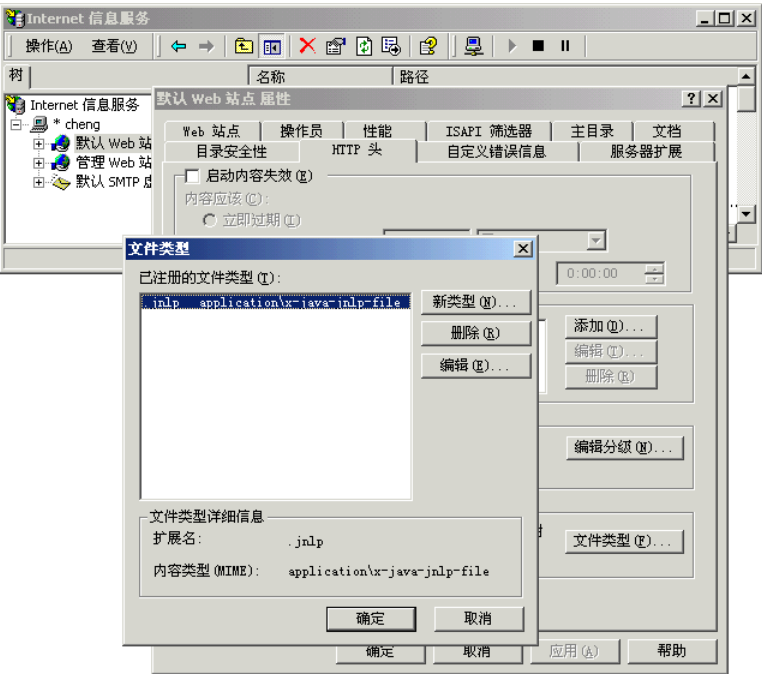 Internet 信息服务
操作(A) 查看(V)
树
名称 路径
Internet 信息服务
* cheng
默认 Web 站
管理 Web 站
默认 SMTP 虚
默认 Web 站点 属性
Web 站点 操作员 性能 ISAPI 筛选器 主目录 文档
目录安全性 HTTP 头 自定义错误信息 服务器扩展
启动内容失效(E)
内容应该(C):
立即过期(I)
0:00:00
添加(D)...
编辑(T)...
删除(R)
编辑分级(N)...
文件类型(F)...
确定 取消 应用(A) 帮助
文件类型
已注册的文件类型(T):
.jnlp application\x-java-jnlp-file
新类型(N)...
删除(R)
编辑(E)...
文件类型详细信息
扩展名: .jnlp
内容类型(MIME): application\x-java-jnlp-file
确定 取消